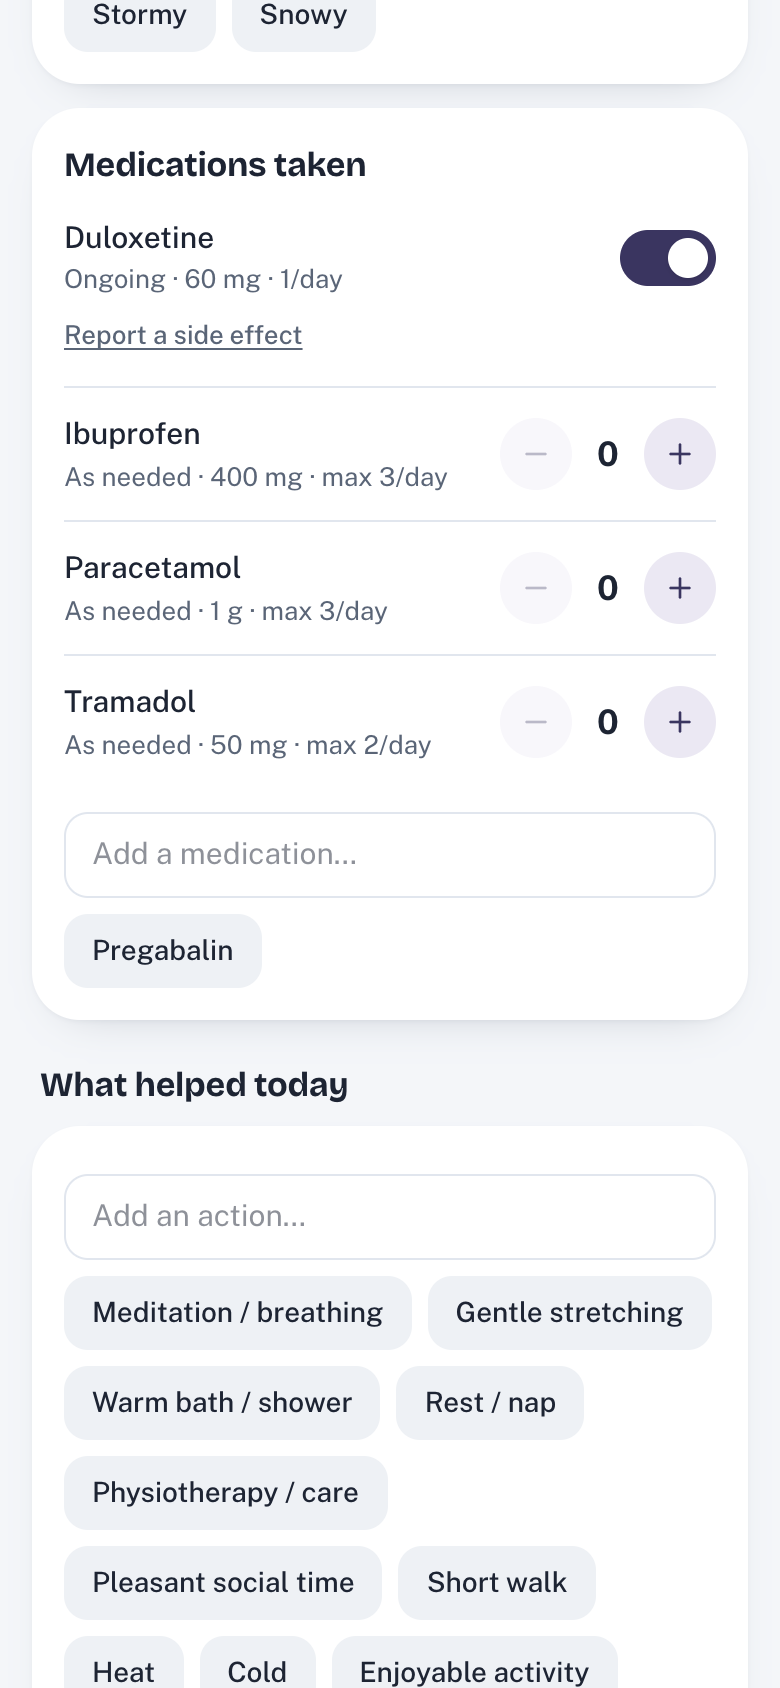 Stormy Snowy
Medications taken
Duloxetine
Ongoing · 60 mg · 1/day
Report a side effect
Ibuprofen
As needed · 400 mg · max 3/day
− 0 +
Paracetamol
As needed · 1 g · max 3/day
− 0 +
Tramadol
As needed · 50 mg · max 2/day
− 0 +
Add a medication...
Pregabalin
What helped today
Add an action...
Meditation / breathing Gentle stretching
Warm bath / shower Rest / nap
Physiotherapy / care
Pleasant social time Short walk
Heat Cold Enjoyable activity